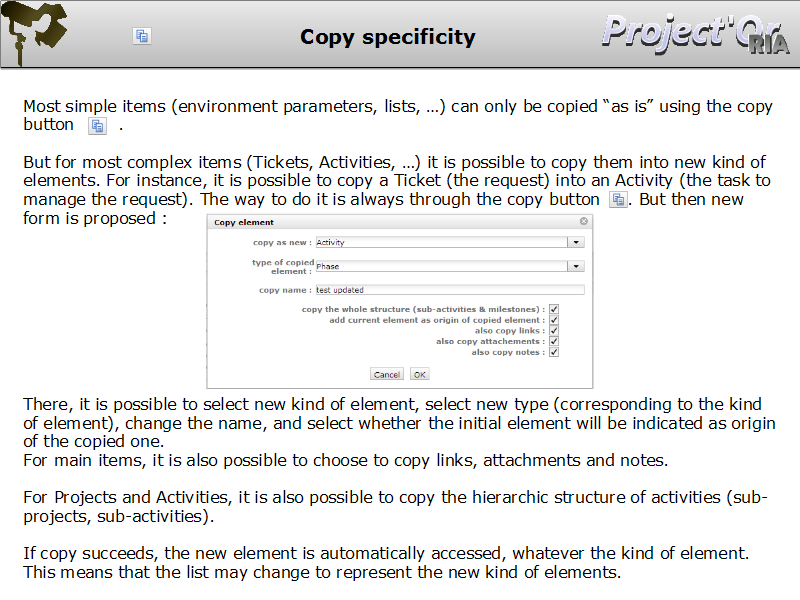 Copy specificity
Project'Or
RIA
Most simple items (environment parameters, lists, …) can only be copied “as is” using the copy
button .
But for most complex items (Tickets, Activities, …) it is possible to copy them into new kind of
elements. For instance, it is possible to copy a Ticket (the request) into an Activity (the task to
manage the request). The way to do it is always through the copy button . But then new
form is proposed :
Copy element
copy as new : Activity
type of copied
element : Phase
copy name : test updated
copy the whole structure (sub-activities & milestones) :
add current element as origin of copied element :
also copy links :
also copy attachements :
also copy notes :
Cancel OK
There, it is possible to select new kind of element, select new type (corresponding to the kind
of element), change the name, and select whether the initial element will be indicated as origin
of the copied one.
For main items, it is also possible to choose to copy links, attachments and notes.
For Projects and Activities, it is also possible to copy the hierarchic structure of activities (sub-
projects, sub-activities).
If copy succeeds, the new element is automatically accessed, whatever the kind of element.
This means that the list may change to represent the new kind of elements.